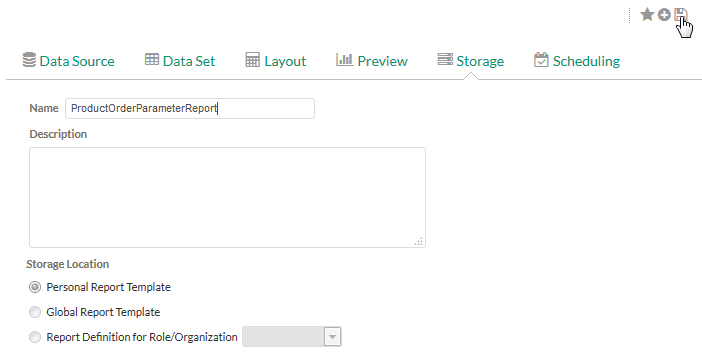 Data Source Data Set Layout Preview Storage Scheduling
Name ProductOrderParameterReport
Description
Storage Location
Personal Report Template
Global Report Template
Report Definition for Role/Organization